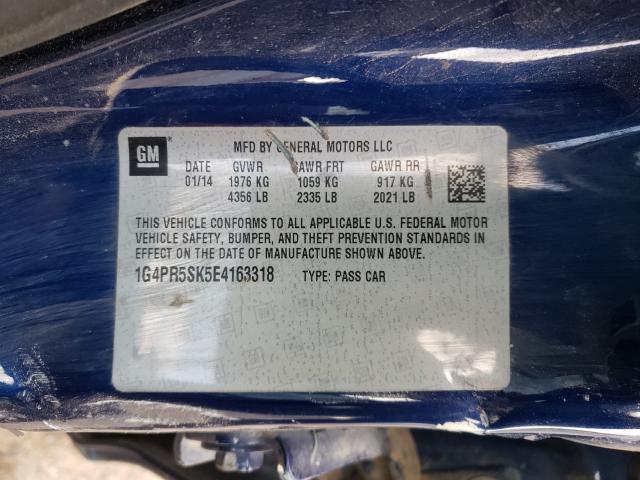 GM
MFD BY GENERAL MOTORS LLC
DATE GVWR GAWR FRT GAWR RR
01/14 1976 KG 1059 KG 917 KG
4356 LB 2335 LB 2021 LB
THIS VEHICLE CONFORMS TO ALL APPLICABLE U.S. FEDERAL MOTOR
VEHICLE SAFETY, BUMPER, AND THEFT PREVENTION STANDARDS IN
EFFECT ON THE DATE OF MANUFACTURE SHOWN ABOVE.
1G4PR5SK5E4163318 TYPE: PASS CAR